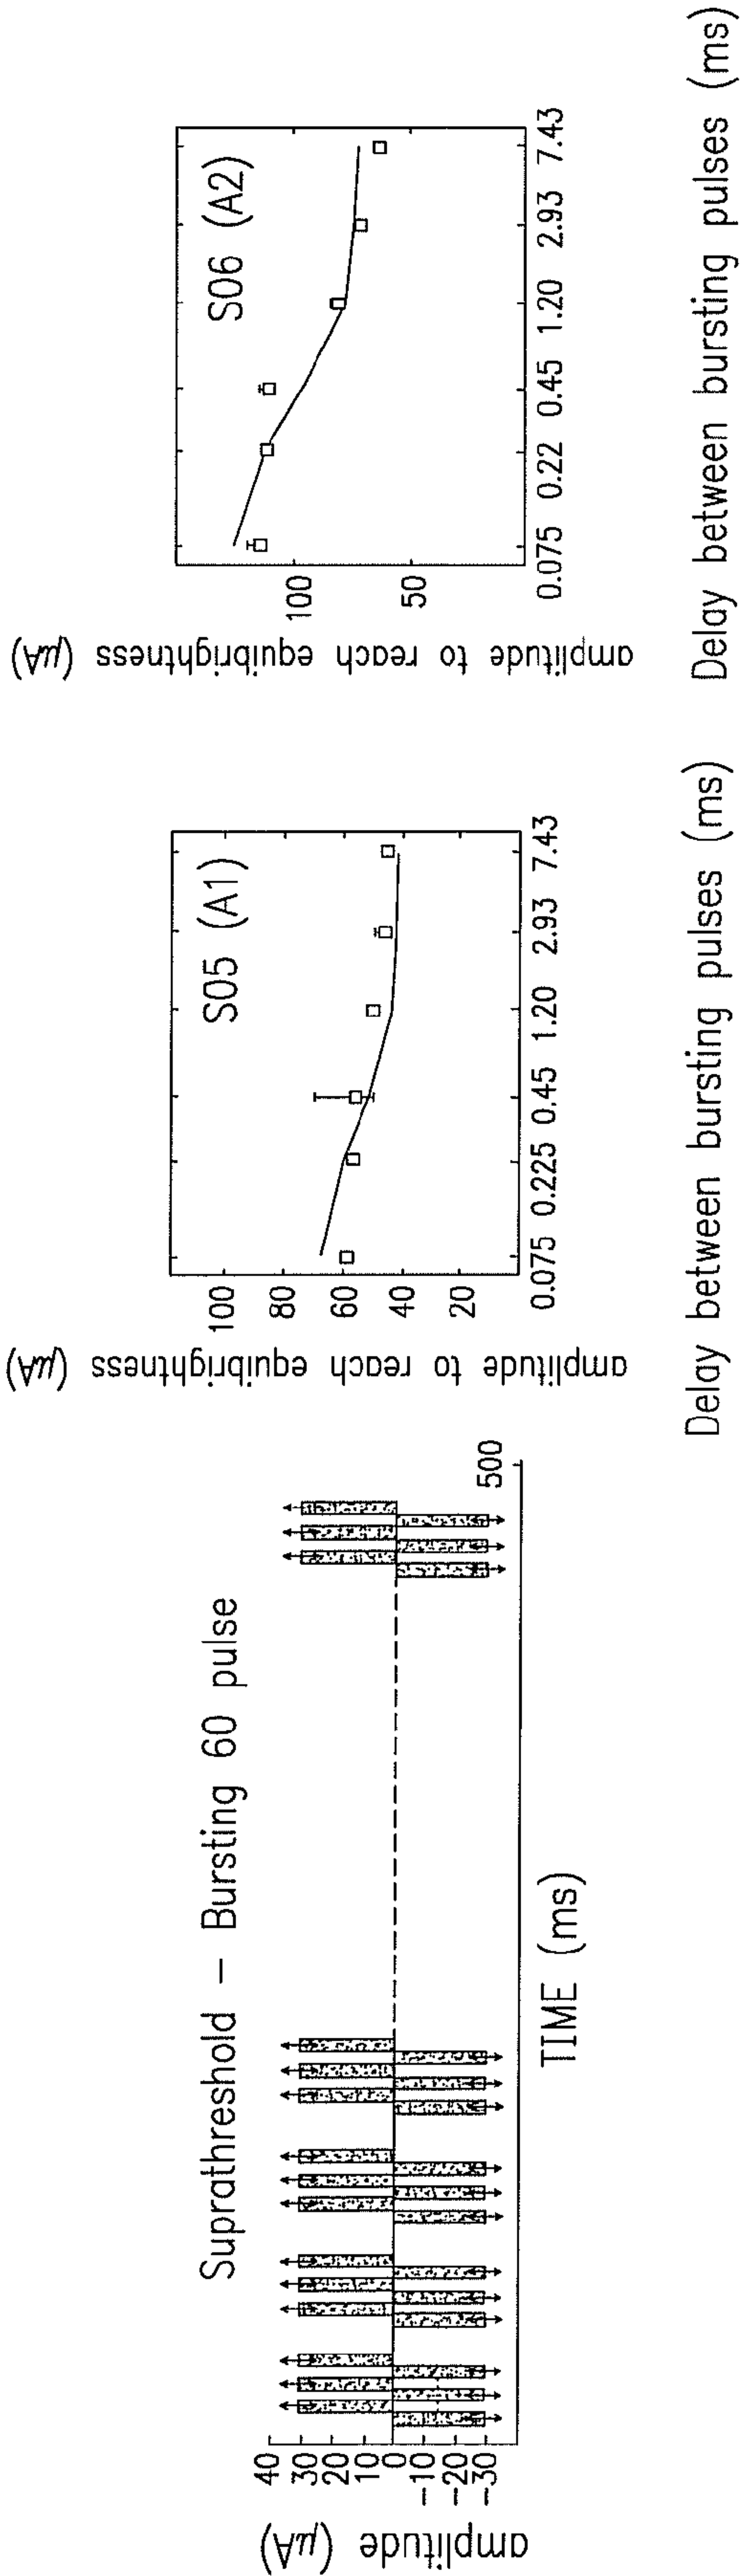 Suprathreshold – Bursting 60 pulse
amplitude (µA)
40
30
20
10
0
–10
–20
–30
500
TIME (ms)
S05 (A1)
amplitude to reach equibrightness (µA)
100
80
60
40
20
0.075 0.225 0.45 1.20 2.93 7.43
Delay between bursting pulses (ms)
S06 (A2)
amplitude to reach equibrightness (µA)
100
50
0.075 0.22 0.45 1.20 2.93 7.43
Delay between bursting pulses (ms)